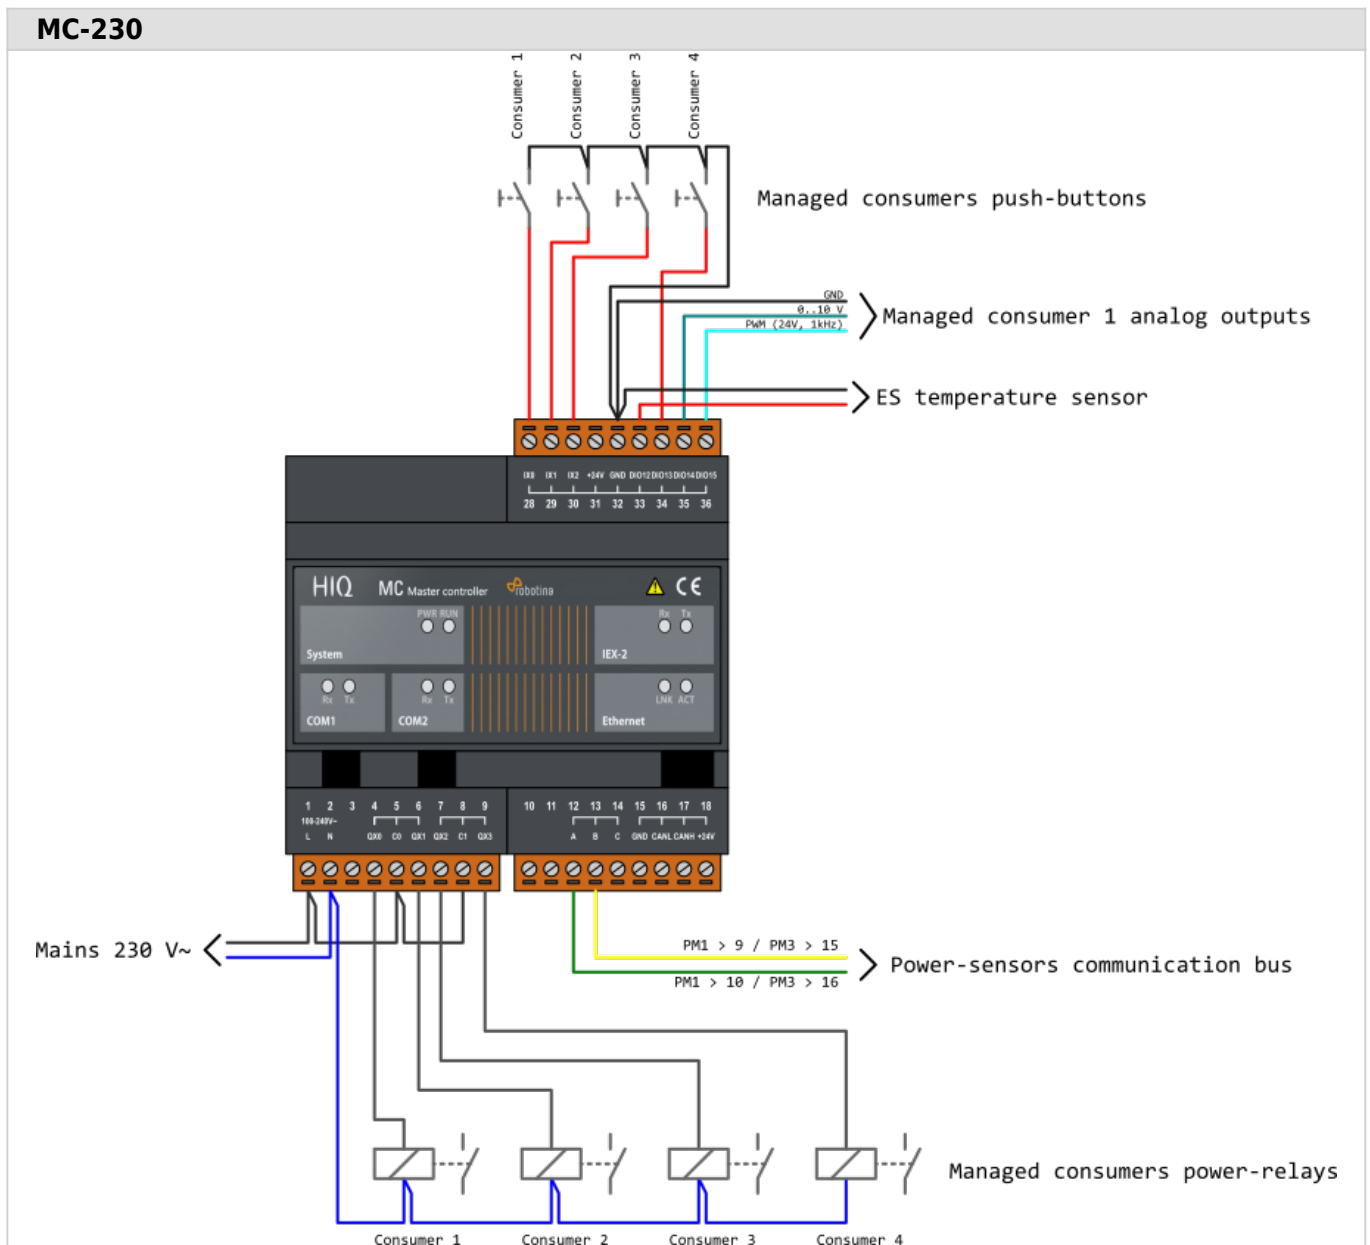 MC-230
Consumer 1
Consumer 2
Consumer 3
Consumer 4
Managed consumers push-buttons
GND
0..10 V
PWM (24V, 1kHz)
Managed consumer 1 analog outputs
ES temperature sensor
IX0 IX1 IX2 +24V GND DIO12 DIO13 DIO14 DIO15
28 29 30 31 32 33 34 35 36
HIQ MC Master controller robotina CE
PWR RUN
Rx Tx
System
IEX-2
Rx Tx
Rx Tx
LNK ACT
COM1
COM2
Ethernet
1 2 3 4 5 6 7 8 9
10 11 12 13 14 15 16 17 18
100-240V~
L N QX0 C0 QX1 QX2 C1 QX3
A B C GND CANL CANH +24V
Mains 230 V~
PM1 > 9 / PM3 > 15
PM1 > 10 / PM3 > 16
Power-sensors communication bus
Managed consumers power-relays
Consumer 1
Consumer 2
Consumer 3
Consumer 4